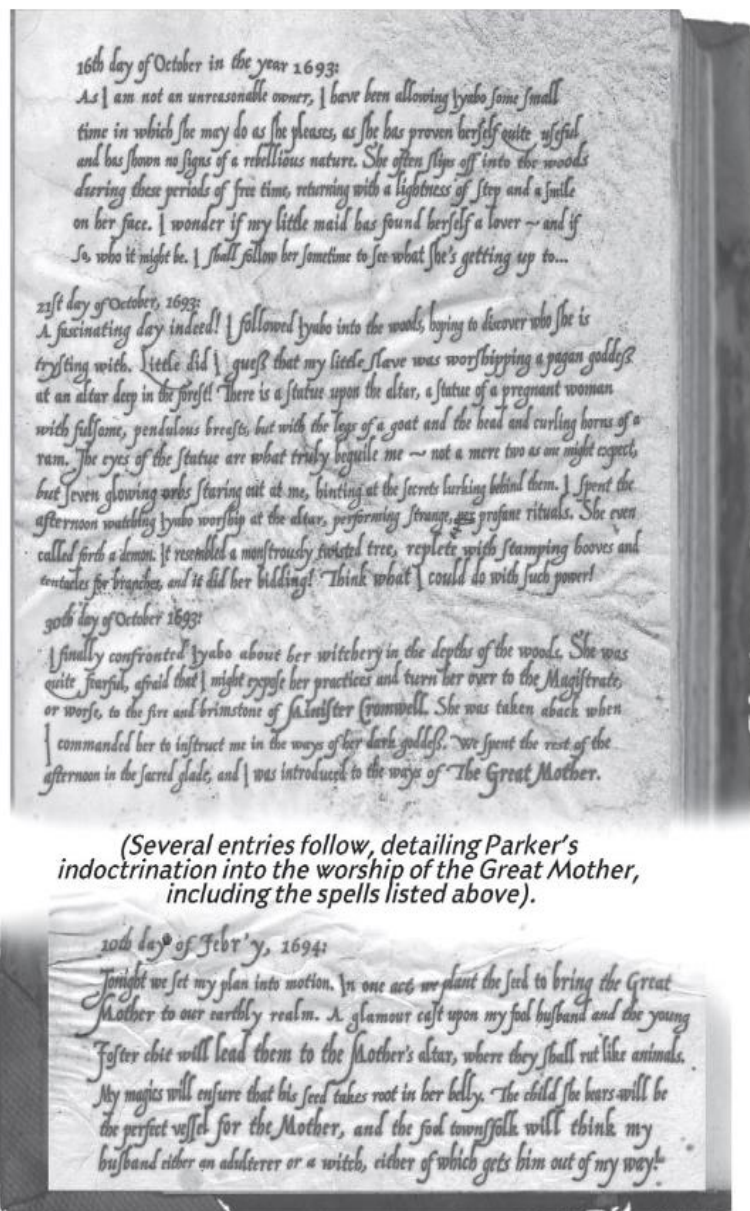 16th day of October in the year 1693:
As I am not an unreasonable owner, I have been allowing Iyabo some small
time in which she may do as she pleases, as she has proven herself quite useful
and has shown no signs of a rebellious nature. She often slips off into the woods
during these periods of free time, returning with a lightness of step and a smile
on her face. I wonder if my little maid has found herself a lover ~ and if
so, who it might be. I shall follow her sometime to see what she's getting up to...
21st day of October, 1693:
A fascinating day indeed! I followed Iyabo into the woods, hoping to discover who she is
trysting with. Little did I guess that my little slave was worshipping a pagan goddess
at an altar deep in the forest! There is a statue upon the altar, a statue of a pregnant woman
with fulsome, pendulous breasts, but with the legs of a goat and the head and curling horns of a
ram. The eyes of the statue are what truly beguile me ~ not a mere two as one might expect,
but seven glowing orbs staring out at me, hinting at the secrets lurking behind them. I spent the
afternoon watching Iyabo worship at the altar, performing strange, profane rituals. She even
called forth a demon. It resembled a monstrously twisted tree, replete with stamping hooves and
tentacles for branches, and it did her bidding! Think what I could do with such power!
30th day of October 1693:
I finally confronted Iyabo about her witchery in the depths of the woods. She was
quite fearful, afraid that I might expose her practices and turn her over to the Magistrate,
or worse, to the fire and brimstone of Minister Cromwell. She was taken aback when
I commanded her to instruct me in the ways of her dark goddess. We spent the rest of the
afternoon in the sacred glade, and I was introduced to the ways of The Great Mother.
(Several entries follow, detailing Parker's
indoctrination into the worship of the Great Mother,
including the spells listed above).
10th day of Febr'y, 1694:
Tonight we set my plan into motion. In one act, we plant the seed to bring the Great
Mother to our earthly realm. A glamour cast upon my fool husband and the young
Foster chit will lead them to the Mother's altar, where they shall rut like animals.
My magics will ensure that his seed takes root in her belly. The child she bears will be
the perfect vessel for the Mother, and the fool townsfolk will think my
husband either an adulterer or a witch, either of which gets him out of my way!